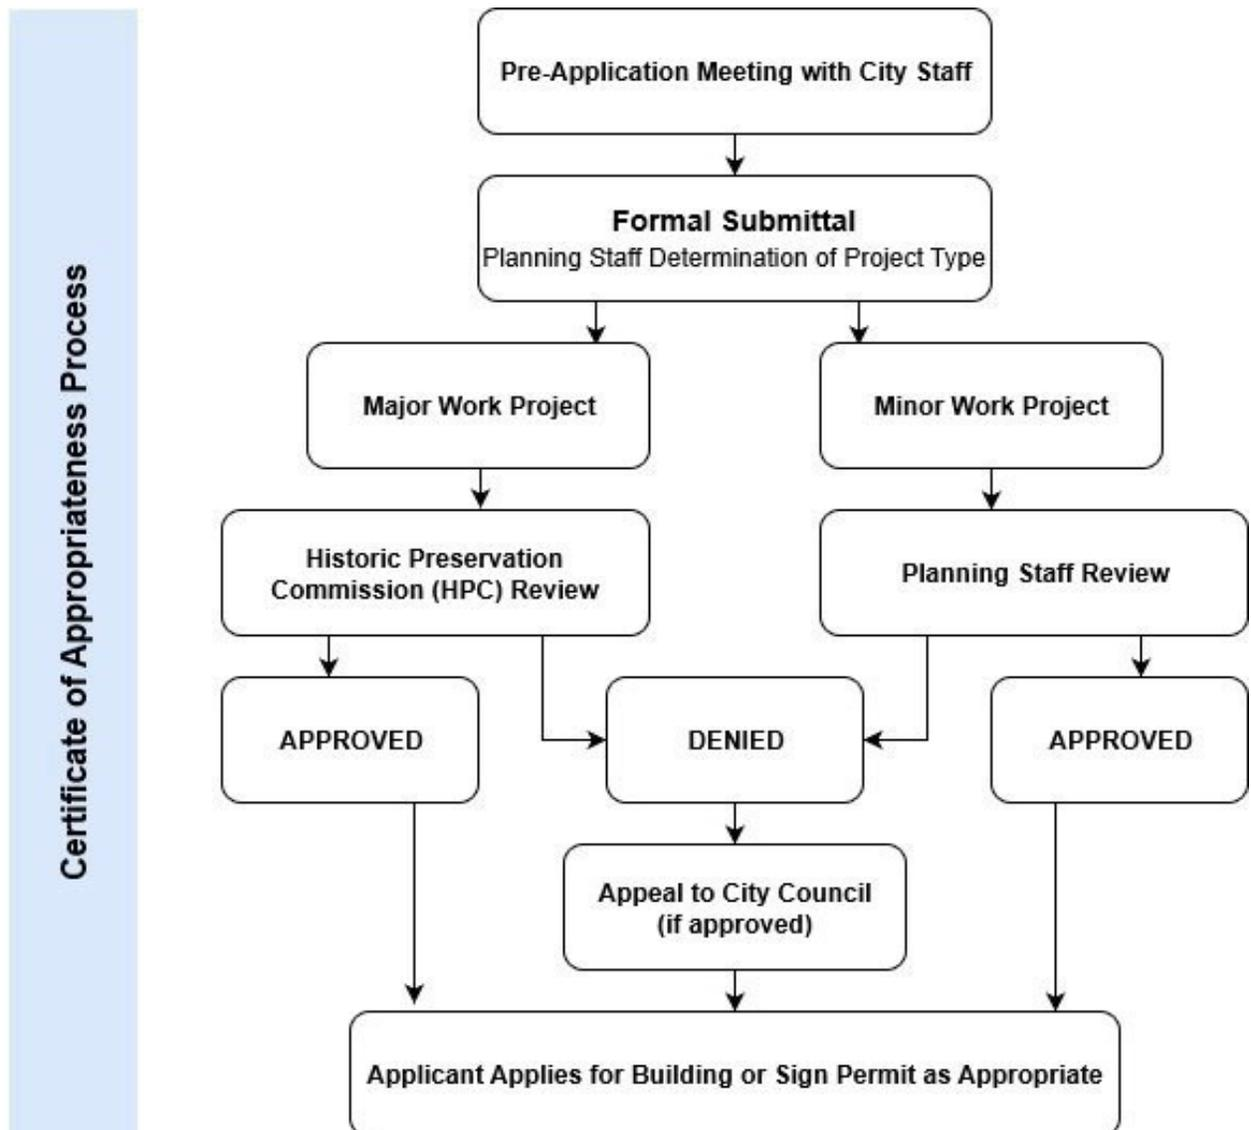 Certificate of Appropriateness Process
Pre-Application Meeting with City Staff
Formal Submittal
Planning Staff Determination of Project Type
Major Work Project
Minor Work Project
Historic Preservation
Commission (HPC) Review
Planning Staff Review
APPROVED
DENIED
APPROVED
Appeal to City Council
(if approved)
Applicant Applies for Building or Sign Permit as Appropriate